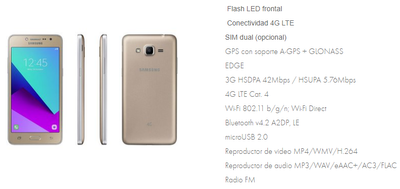 Flash LED frontal
Conectividad 4G LTE
SIM dual (opcional)
GPS con soporte A-GPS + GLONASS
EDGE
3G HSDPA 42Mbps / HSUPA 5.76Mbps
4G LTE Cat. 4
Wi-Fi 802.11 b/g/n; Wi-Fi Direct
Bluetooth v4.2 A2DP, LE
microUSB 2.0
Reproductor de video MP4/WMV/H.264
Reproductor de audio MP3/WAV/eAAC+/AC3/FLAC
Radio FM
SAMSUNG